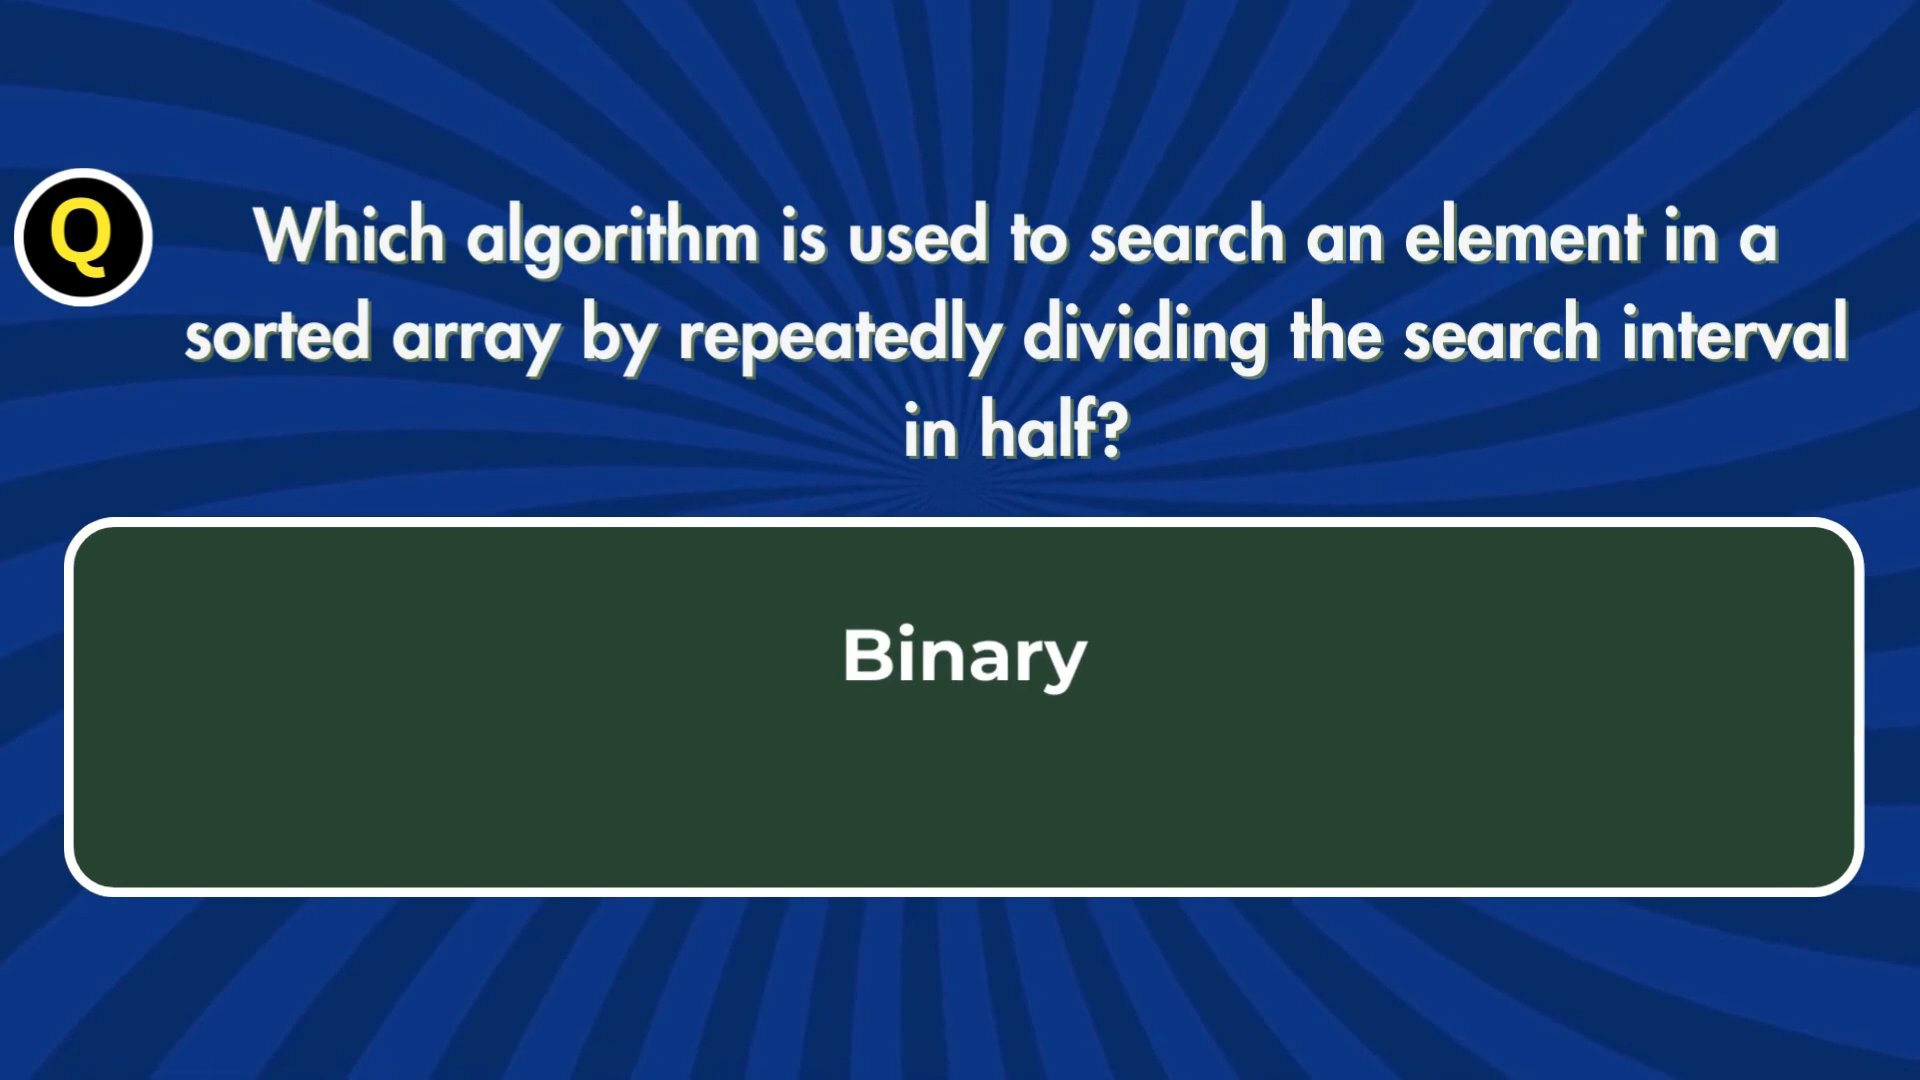 Q
Which algorithm is used to search an element in a
sorted array by repeatedly dividing the search interval
in half?
Binary